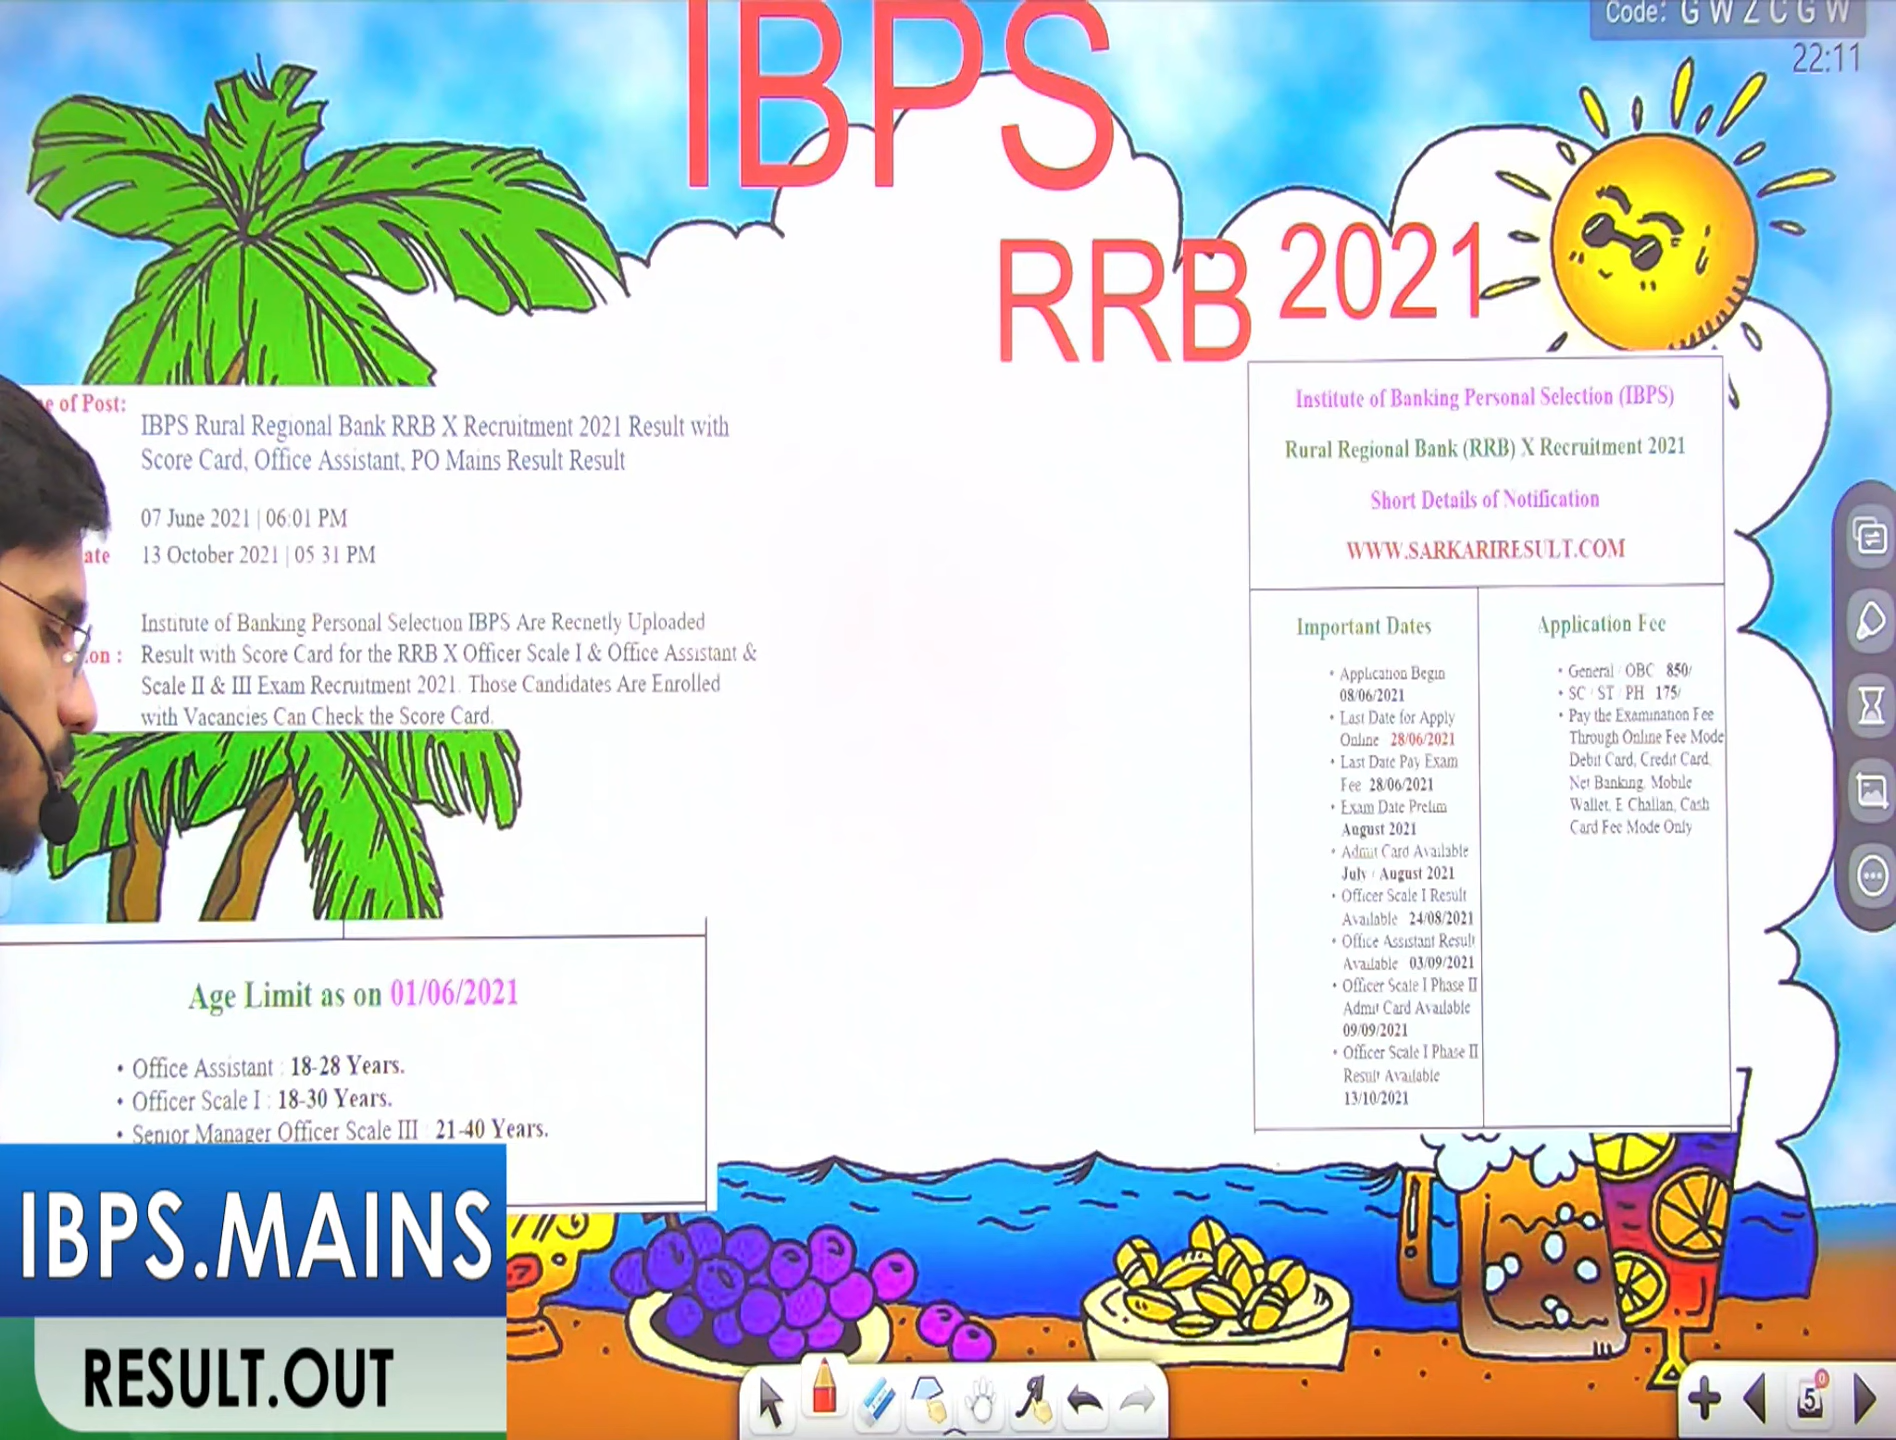 Code: G W Z C G W
22:11
IBPS
RRB 2021
e of Post:
IBPS Rural Regional Bank RRB X Recruitment 2021 Result with
Score Card, Office Assistant, PO Mains Result Result
07 June 2021 | 06:01 PM
ate 13 October 2021 | 05 31 PM
Institute of Banking Personal Selection IBPS Are Recnetly Uploaded
on : Result with Score Card for the RRB X Officer Scale I & Office Assistant &
Scale II & III Exam Recruitment 2021. Those Candidates Are Enrolled
with Vacancies Can Check the Score Card.
Age Limit as on 01/06/2021
• Office Assistant : 18-28 Years.
• Officer Scale I : 18-30 Years.
• Senior Manager Officer Scale III : 21-40 Years.
Institute of Banking Personal Selection (IBPS)
Rural Regional Bank (RRB) X Recruitment 2021
Short Details of Notification
WWW.SARKARIRESULT.COM
Important Dates
• Application Begin
08/06/2021
• Last Date for Apply
Online 28/06/2021
• Last Date Pay Exam
Fee 28/06/2021
• Exam Date Prelim
August 2021
• Admit Card Available
July / August 2021
• Officer Scale I Result
Available 24/08/2021
• Office Assistant Result
Available 03/09/2021
• Officer Scale I Phase II
Admit Card Available
09/09/2021
• Officer Scale I Phase II
Result Available
13/10/2021
Application Fee
• General / OBC 850/
• SC / ST / PH 175/
• Pay the Examination Fee
Through Online Fee Mode
Debit Card, Credit Card,
Net Banking, Mobile
Wallet, E Challan, Cash
Card Fee Mode Only
IBPS.MAINS
RESULT.OUT
5
0